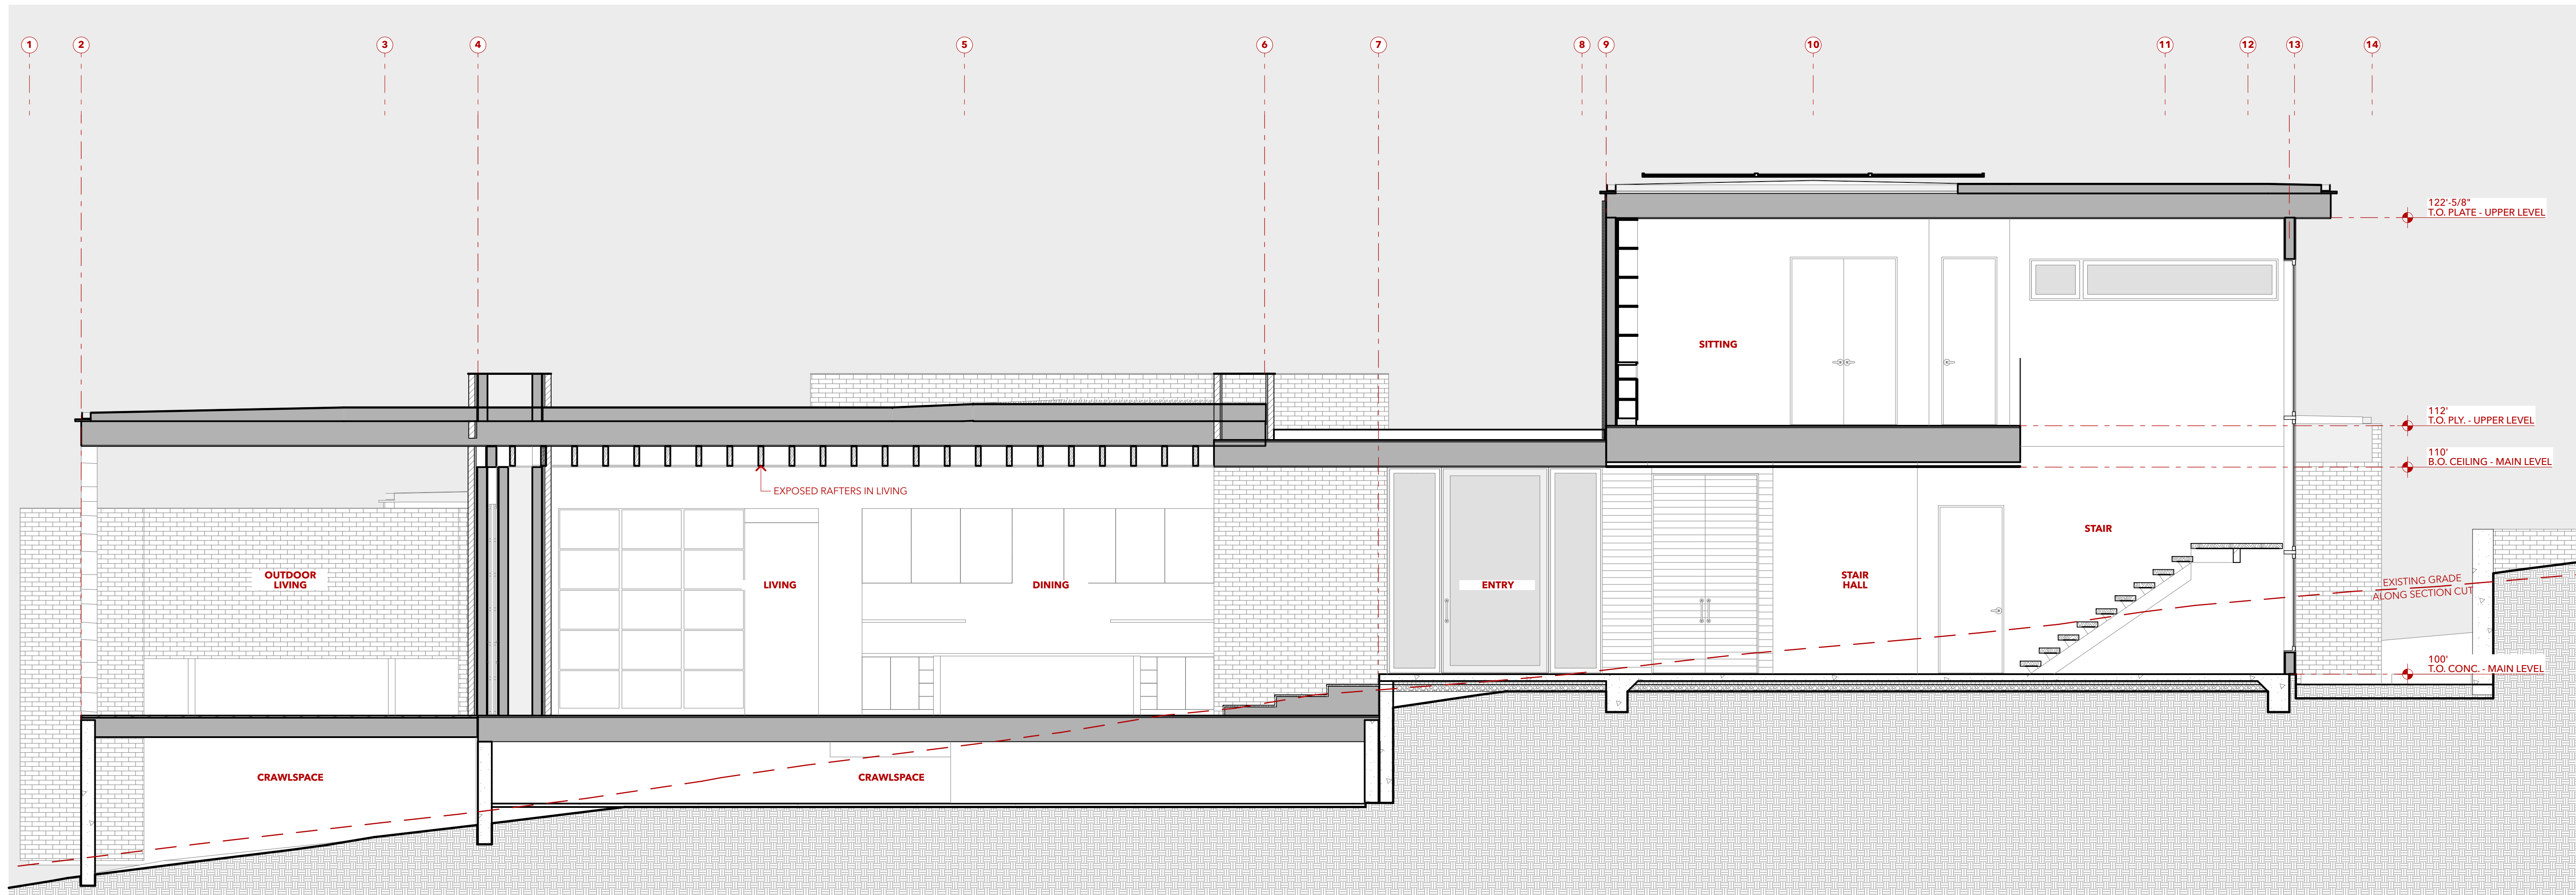 1
2
3
4
5
6
7
8
9
10
11
12
13
14
122'-5/8"
T.O. PLATE - UPPER LEVEL
SITTING
112'
T.O. PLY. - UPPER LEVEL
110'
B.O. CEILING - MAIN LEVEL
EXPOSED RAFTERS IN LIVING
STAIR
OUTDOOR
LIVING
LIVING
DINING
ENTRY
STAIR
HALL
EXISTING GRADE
ALONG SECTION CUT
100'
T.O. CONC. - MAIN LEVEL
CRAWLSPACE
CRAWLSPACE